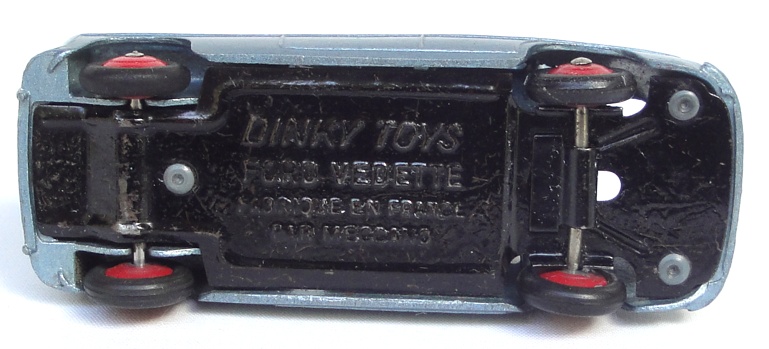 DINKY TOYS
FORD VEDETTE
FABRIQUE EN FRANCE
PAR MECCANO